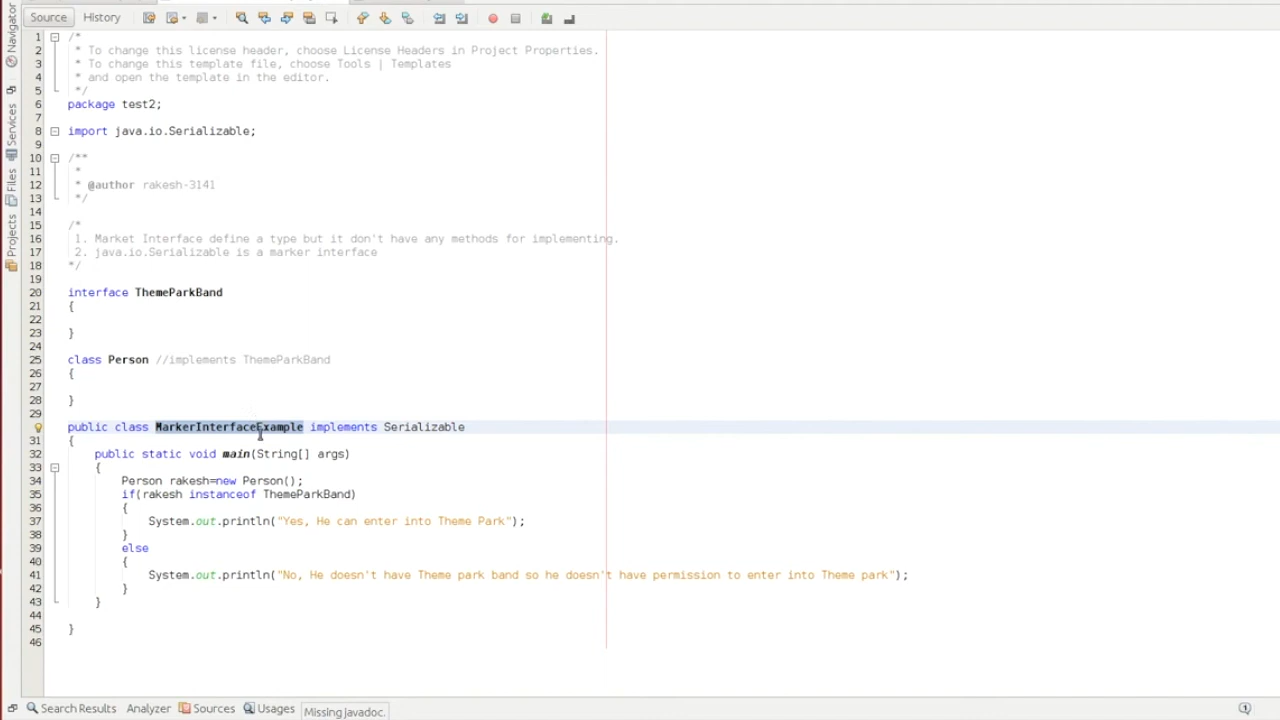 Source History
Navigator
Services
Files
Projects
1 /*
2 * To change this license header, choose License Headers in Project Properties.
3 * To change this template file, choose Tools | Templates
4 * and open the template in the editor.
5 */
6 package test2;
7
8 import java.io.Serializable;
9
10 /**
11 *
12 * @author rakesh-3141
13 */
14
15 /*
16 1. Market Interface define a type but it don't have any methods for implementing.
17 2. java.io.Serializable is a marker interface
18 */
19
20 interface ThemeParkBand
21 {
22
23 }
24
25 class Person //implements ThemeParkBand
26 {
27
28 }
29
public class MarkerInterfaceExample implements Serializable
31 {
32 public static void main(String[] args)
33 {
34 Person rakesh=new Person();
35 if(rakesh instanceof ThemeParkBand)
36 {
37 System.out.println("Yes, He can enter into Theme Park");
38 }
39 else
40 {
41 System.out.println("No, He doesn't have Theme park band so he doesn't have permission to enter into Theme park");
42 }
43 }
44
45 }
46
Search Results Analyzer Sources Usages Missing javadoc. 1